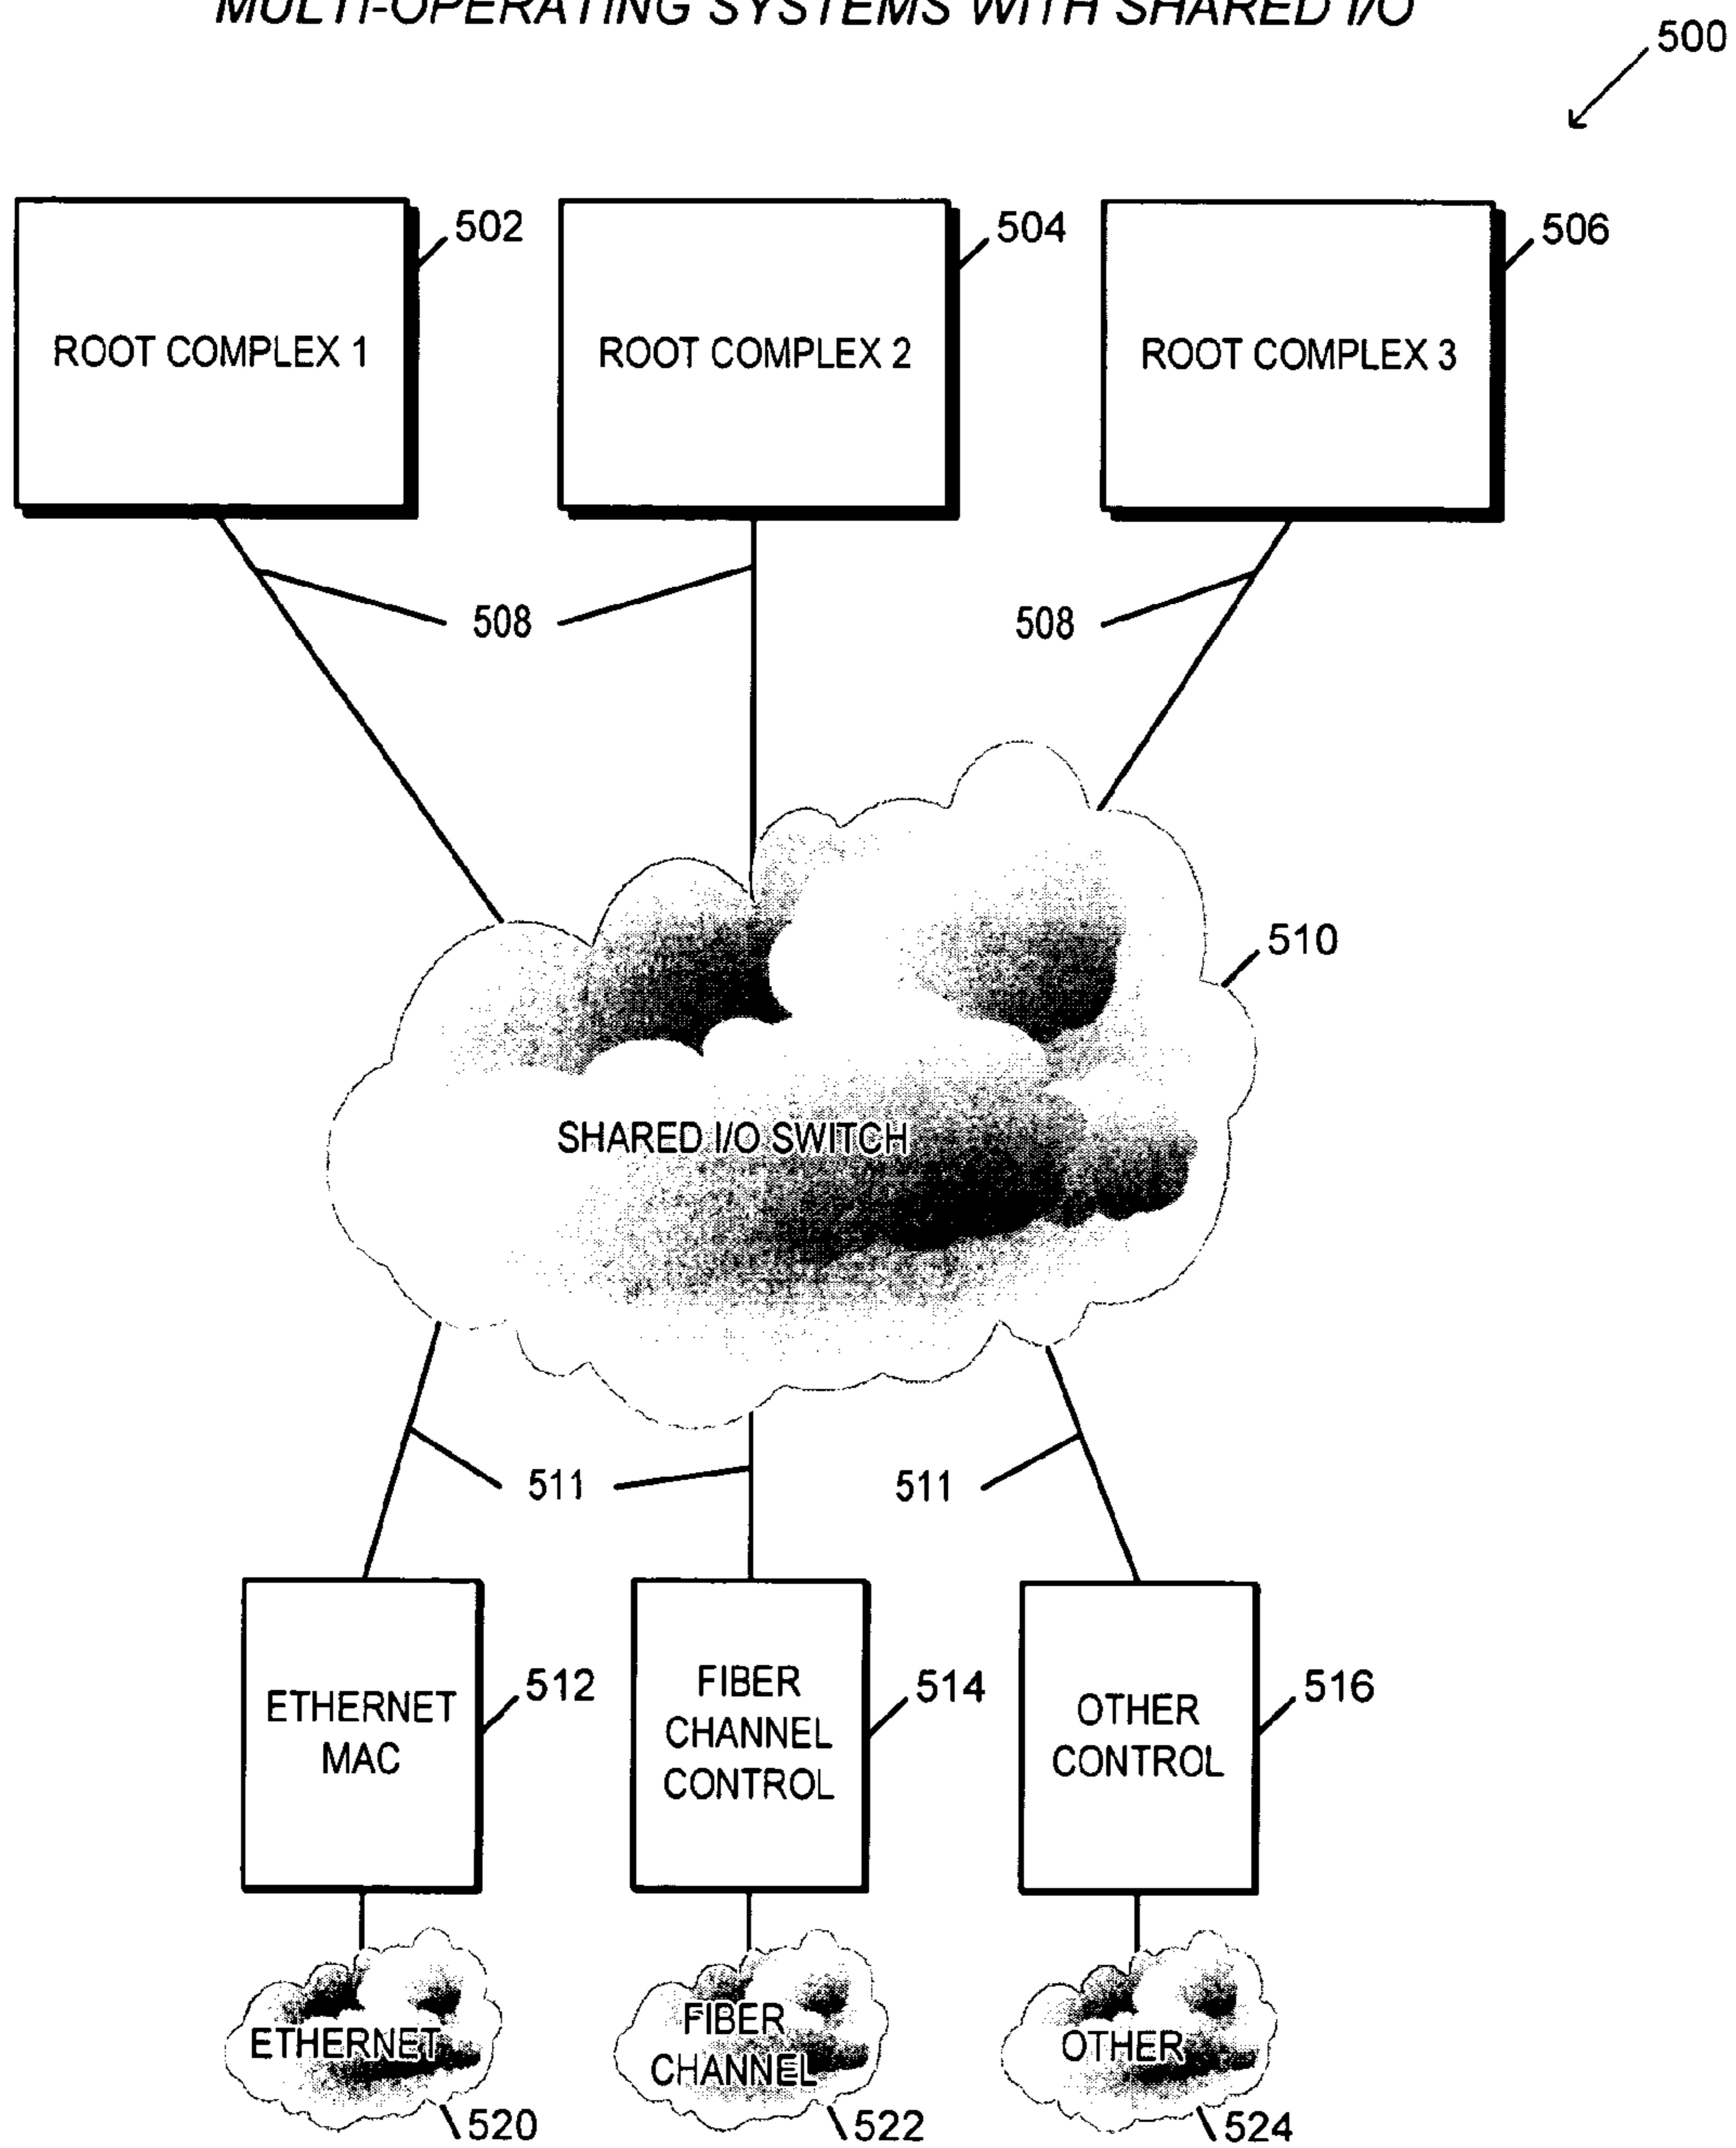 MULTI-OPERATING SYSTEMS WITH SHARED I/O
500
502
504
506
ROOT COMPLEX 1
ROOT COMPLEX 2
ROOT COMPLEX 3
508
508
510
SHARED I/O SWITCH
511
511
512
514
516
ETHERNET
MAC
FIBER
CHANNEL
CONTROL
OTHER
CONTROL
ETHERNET
FIBER
CHANNEL
OTHER
520
522
524